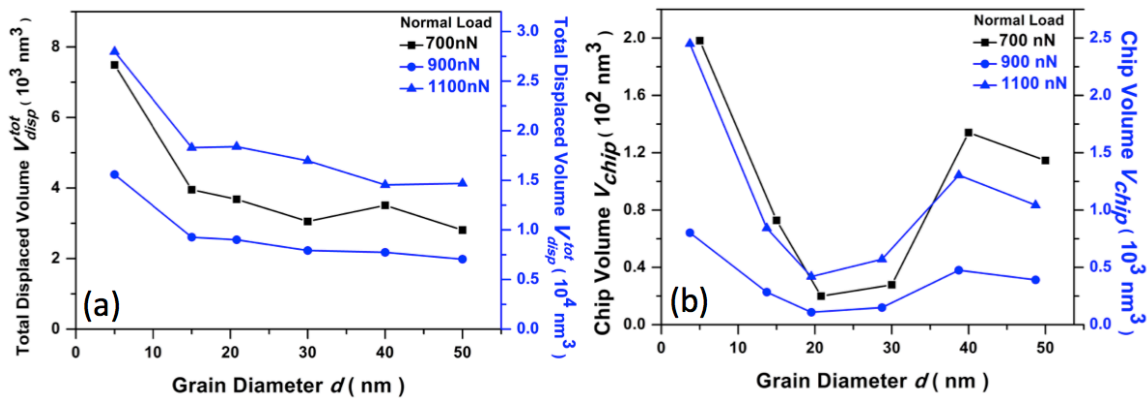 Total Displaced Volume V_disp^tot ( 10^3 nm^3 )
8
6
4
2
0
Normal Load
700nN
900nN
1100nN
3.0
2.5
2.0
1.5
1.0
0.5
0.0
Total Displaced Volume V_disp^tot ( 10^4 nm^3 )
(a)
0 10 20 30 40 50
Grain Diameter d ( nm )
Chip Volume V_chip ( 10^2 nm^3 )
2.0
1.6
1.2
0.8
0.4
0.0
Normal Load
700 nN
900 nN
1100 nN
2.5
2.0
1.5
1.0
0.5
0.0
Chip Volume V_chip ( 10^3 nm^3 )
(b)
0 10 20 30 40 50
Grain Diameter d ( nm )